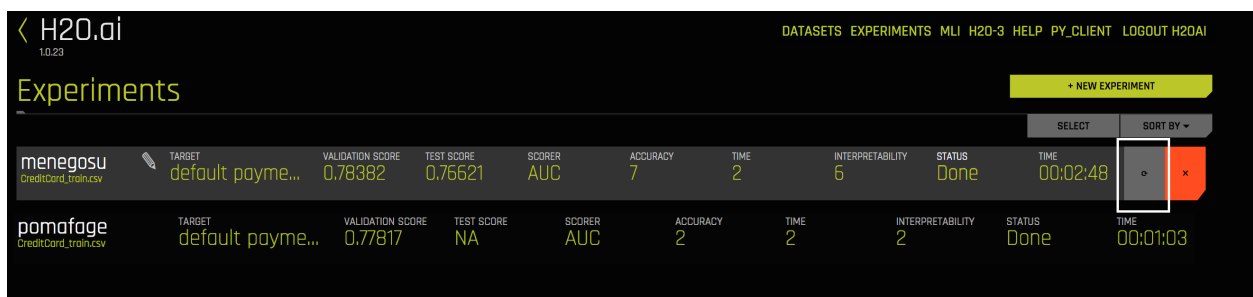 H2O.ai
1.0.23
DATASETS EXPERIMENTS MLI H2O-3 HELP PY_CLIENT LOGOUT H2OAI
Experiments
+ NEW EXPERIMENT
SELECT SORT BY
menegosu
CreditCard_train.csv
TARGET VALIDATION SCORE TEST SCORE SCORER ACCURACY TIME INTERPRETABILITY STATUS TIME
default payme... 0.78382 0.76621 AUC 7 2 6 Done 00:02:48 x
pomafage
CreditCard_train.csv
TARGET VALIDATION SCORE TEST SCORE SCORER ACCURACY TIME INTERPRETABILITY STATUS TIME
default payme... 0.77817 NA AUC 2 2 2 Done 00:01:03